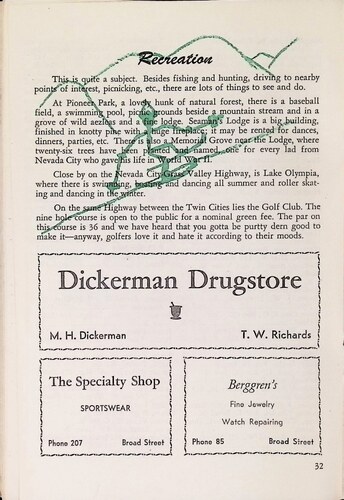 Recreation
This is quite a subject. Besides fishing and hunting, driving to nearby
points of interest, picnicking, etc., there are lots of things to see and do.
At Pioneer Park, a lovely hunk of natural forest, there is a baseball
field, a swimming pool, picnic grounds beside a mountain stream and in a
grove of wild aezleas and a fine lodge. Seaman's Lodge is a big building,
finished in knotty pine with a huge fireplace; it may be rented for dances,
dinners, parties, etc. There is a Memorial Grove near the Lodge, where
twenty-six trees have been planted and named, one for every lad from
Nevada City who gave his life in World War II.
Close by on the Nevada City-Grass Valley Highway, is Lake Olympia,
where there is swimming, boating and dancing all summer and roller skat-
ing and dancing in the winter.
On the same Highway between the Twin Cities lies the Golf Club. The
nine hole course is open to the public for a nominal green fee. The par on
this course is 36 and we have heard that you gotta be purtty dern good to
make it—anyway, golfers love it and hate it according to their moods.
Dickerman Drugstore
M. H. Dickerman T. W. Richards
The Specialty Shop
SPORTSWEAR
Phone 207 Broad Street
Berggren's
Fine Jewelry
Watch Repairing
Phone 85 Broad Street
32